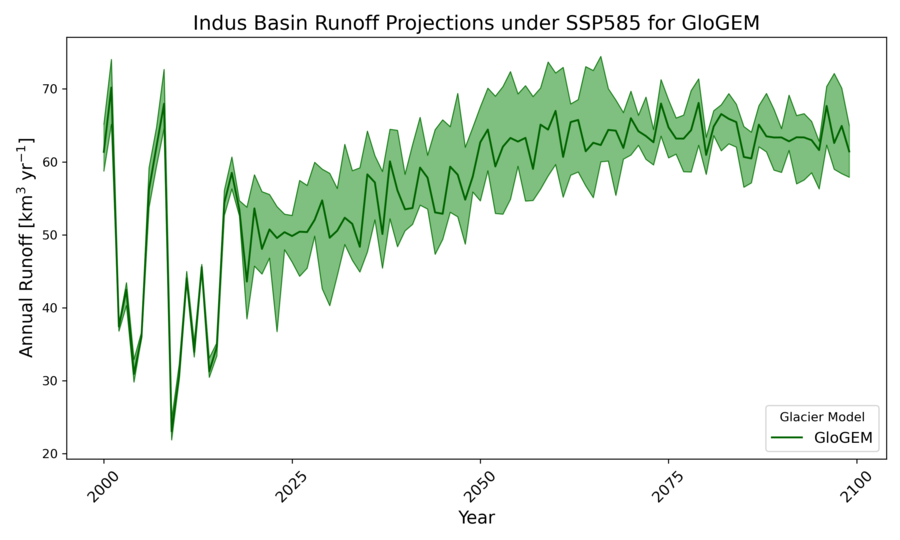 Indus Basin Runoff Projections under SSP585 for GloGEM
Annual Runoff [km³ yr⁻¹]
70
60
50
40
30
20
2000
2025
2050
2075
2100
Year
Glacier Model
GloGEM